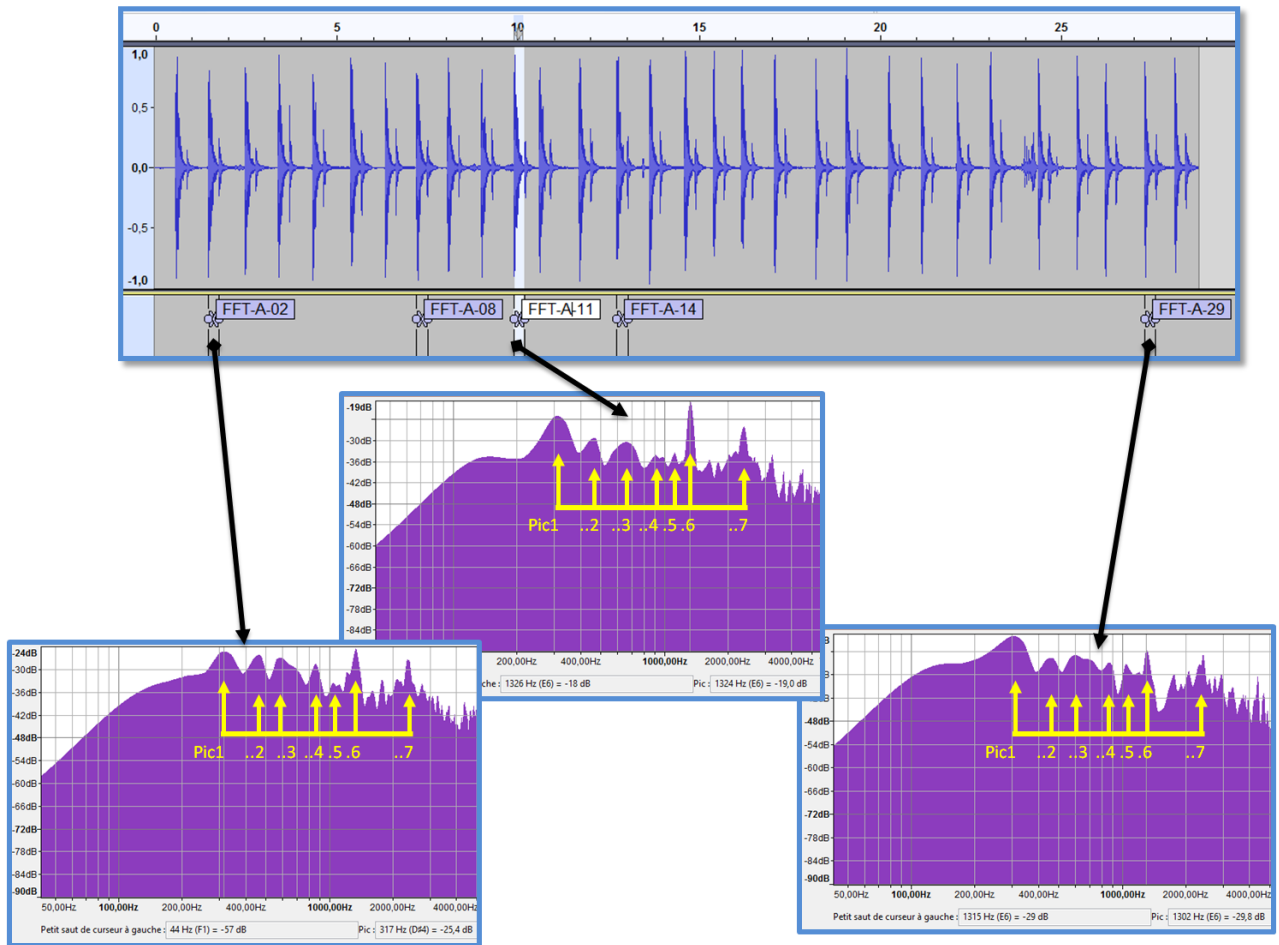 0 5 10 15 20 25
1,0
0,5
0,0
-0,5
-1,0
FFT-A-02 FFT-A-08 FFT-A-11 FFT-A-14 FFT-A-29
-19dB
-30dB
-36dB
-42dB
-48dB
-54dB
-60dB
-66dB
-72dB
-78dB
-84dB
Pic1 ..2 ..3 ..4 .5 .6 ..7
200,00Hz 400,00Hz 1000,00Hz 2000,00Hz 4000,00Hz
che : 1326 Hz (E6) = -18 dB Pic : 1324 Hz (E6) = -19,0 dB
-24dB
-30dB
-36dB
-42dB
-48dB
-54dB
-60dB
-66dB
-72dB
-78dB
-84dB
-90dB
Pic1 ..2 ..3 ..4 .5 .6 ..7
50,00Hz 100,00Hz 200,00Hz 400,00Hz 1000,00Hz 2000,00Hz 4000,00Hz
Petit saut de curseur à gauche : 44 Hz (F1) = -57 dB Pic : 317 Hz (D#4) = -25,4 dB
B
-48dB
-54dB
-60dB
-66dB
-72dB
-78dB
-84dB
-90dB
Pic1 ..2 ..3 ..4 .5 .6 ..7
50,00Hz 100,00Hz 200,00Hz 400,00Hz 1000,00Hz 2000,00Hz 4000,00Hz
Petit saut de curseur à gauche : 1315 Hz (E6) = -29 dB Pic : 1302 Hz (E6) = -29,8 dB